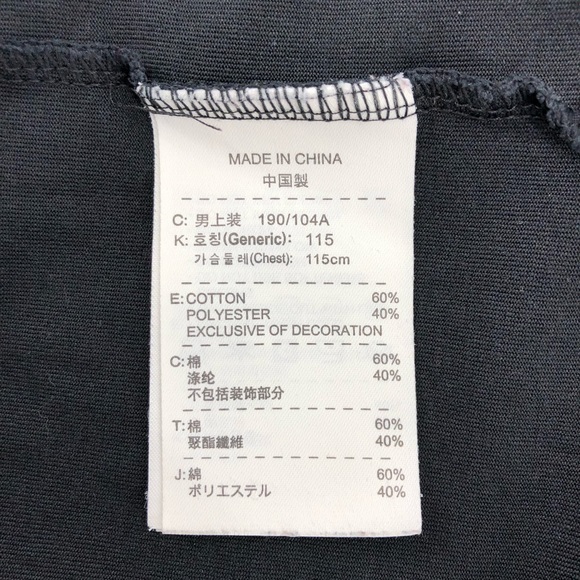 MADE IN CHINA
中国製
C: 男上装 190/104A
K: 호칭(Generic): 115
가슴둘레(Chest): 115cm
E: COTTON 60%
POLYESTER 40%
EXCLUSIVE OF DECORATION
C: 棉 60%
涤纶 40%
不包括装饰部分
T: 棉 60%
聚酯纖維 40%
J: 綿 60%
ポリエステル 40%